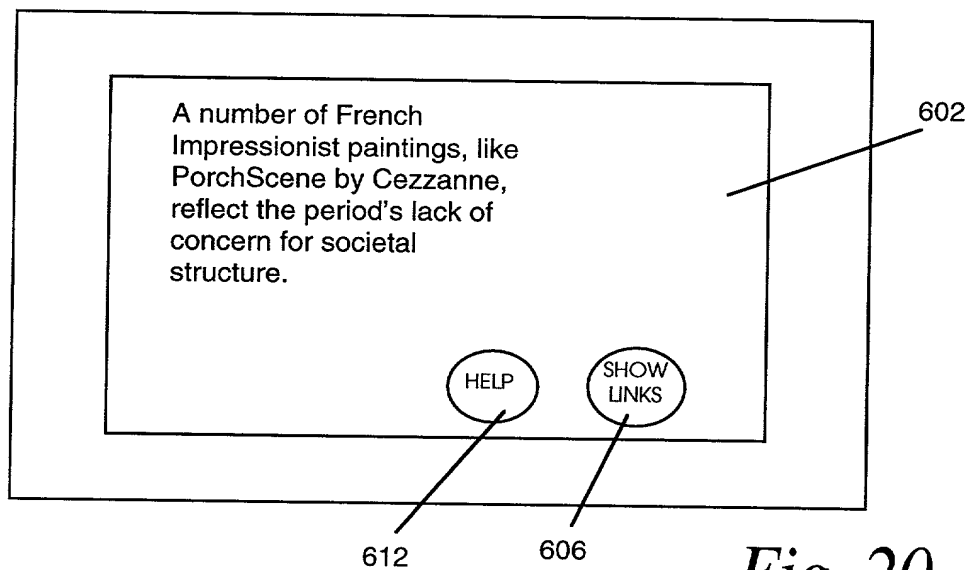 A number of French
Impressionist paintings, like
PorchScene by Cezzanne,
reflect the period's lack of
concern for societal
structure.
602
HELP
SHOW
LINKS
612
606
Fig. 20